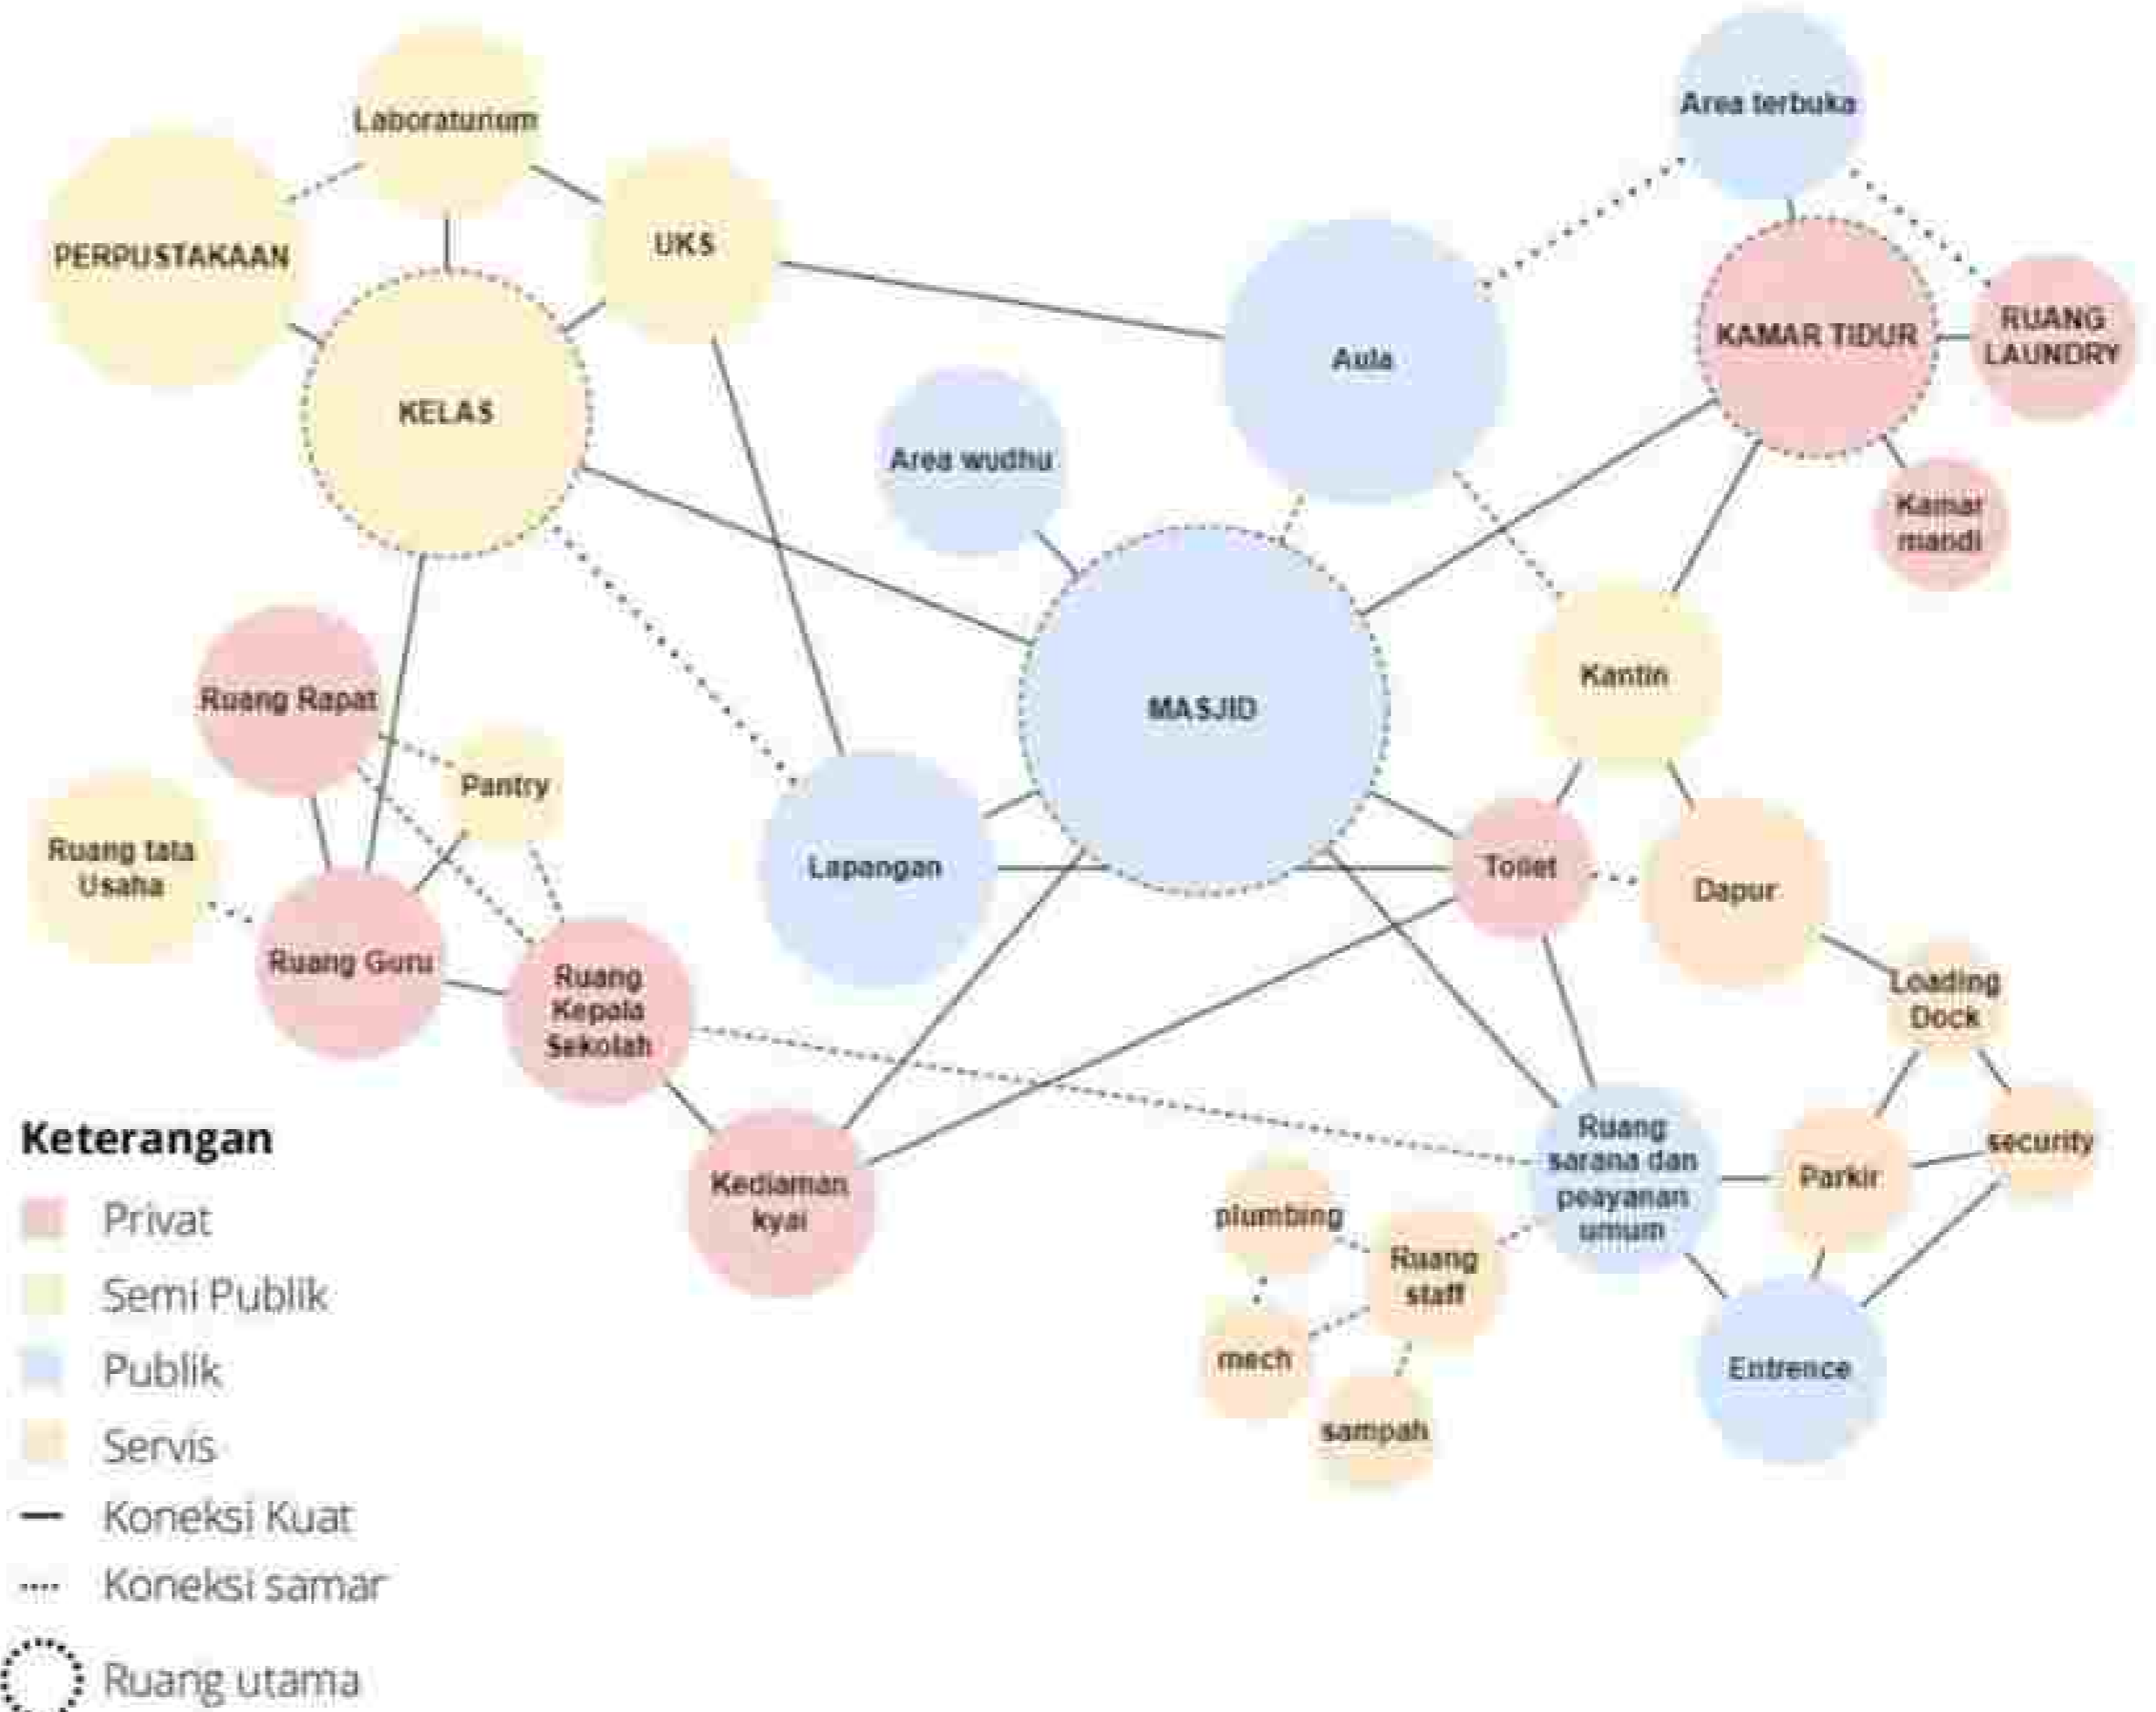 Area terbuka
Laboraturium
UKS
PERPUSTAKAAN
RUANG
LAUNDRY
KAMAR TIDUR
Aula
KELAS
Area wudhu
Kamar
mandi
Kantin
Ruang Rapat
MASJID
Pantry
Ruang tata
Usaha
Lapangan
Toilet
Dapur
Ruang Guru
Ruang
Kepala
Sekolah
Loading
Dock
Ruang
sarana dan
peayanan
umum
security
Parkir
Kediaman
kyai
plumbing
Ruang
staff
mech
Entrence
sampah
Keterangan
Privat
Semi Publik
Publik
Servis
Koneksi Kuat
Koneksi samar
Ruang utama